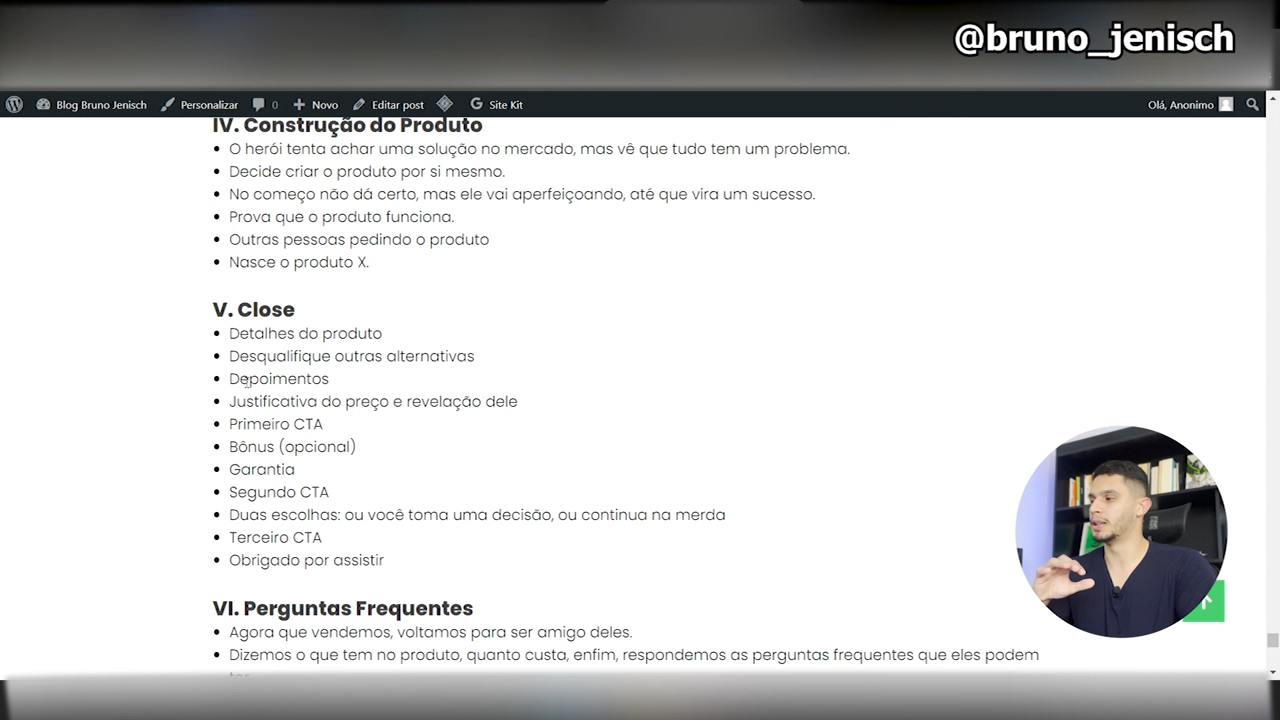 @bruno_jenisch
Blog Bruno Jenisch Personalizar 0 Novo Editar post Site Kit Olá, Anonimo
IV. Construção do Produto
O herói tenta achar uma solução no mercado, mas vê que tudo tem um problema.
Decide criar o produto por si mesmo.
No começo não dá certo, mas ele vai aperfeiçoando, até que vira um sucesso.
Prova que o produto funciona.
Outras pessoas pedindo o produto
Nasce o produto X.
V. Close
Detalhes do produto
Desqualifique outras alternativas
Depoimentos
Justificativa do preço e revelação dele
Primeiro CTA
Bônus (opcional)
Garantia
Segundo CTA
Duas escolhas: ou você toma uma decisão, ou continua na merda
Terceiro CTA
Obrigado por assistir
VI. Perguntas Frequentes
Agora que vendemos, voltamos para ser amigo deles.
Dizemos o que tem no produto, quanto custa, enfim, respondemos as perguntas frequentes que eles podem